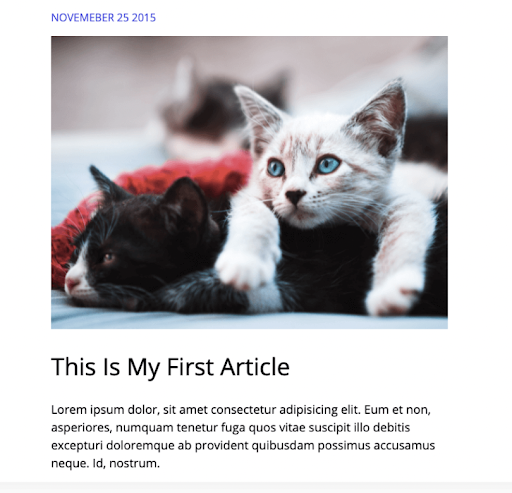 NOVEMEBER 25 2015
This Is My First Article
Lorem ipsum dolor, sit amet consectetur adipisicing elit. Eum et non,
asperiores, numquam tenetur fuga quos vitae suscipit illo debitis
excepturi doloremque ab provident quibusdam possimus accusamus
neque. Id, nostrum.